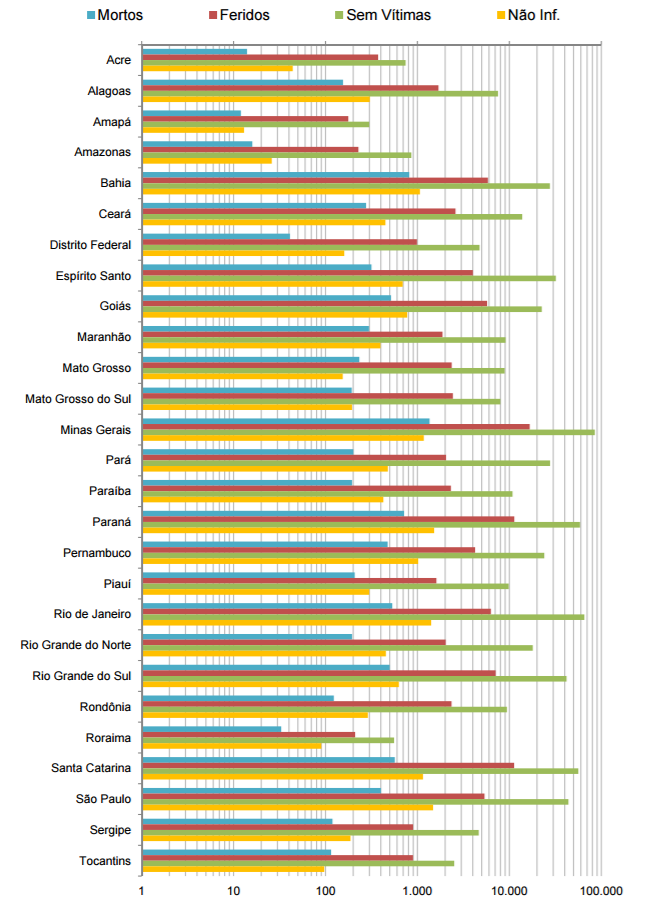 Mortos Feridos Sem Vítimas Não Inf.
Acre
Alagoas
Amapá
Amazonas
Bahia
Ceará
Distrito Federal
Espírito Santo
Goiás
Maranhão
Mato Grosso
Mato Grosso do Sul
Minas Gerais
Pará
Paraíba
Paraná
Pernambuco
Piauí
Rio de Janeiro
Rio Grande do Norte
Rio Grande do Sul
Rondônia
Roraima
Santa Catarina
São Paulo
Sergipe
Tocantins
1 10 100 1.000 10.000 100.000